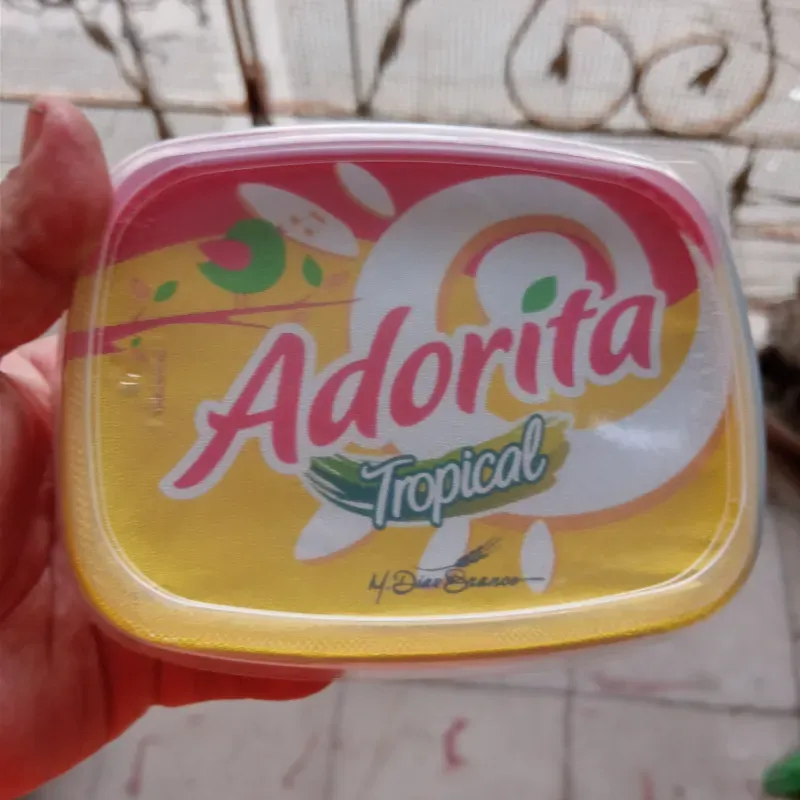 Adorita
Tropical
M. Dias Branco